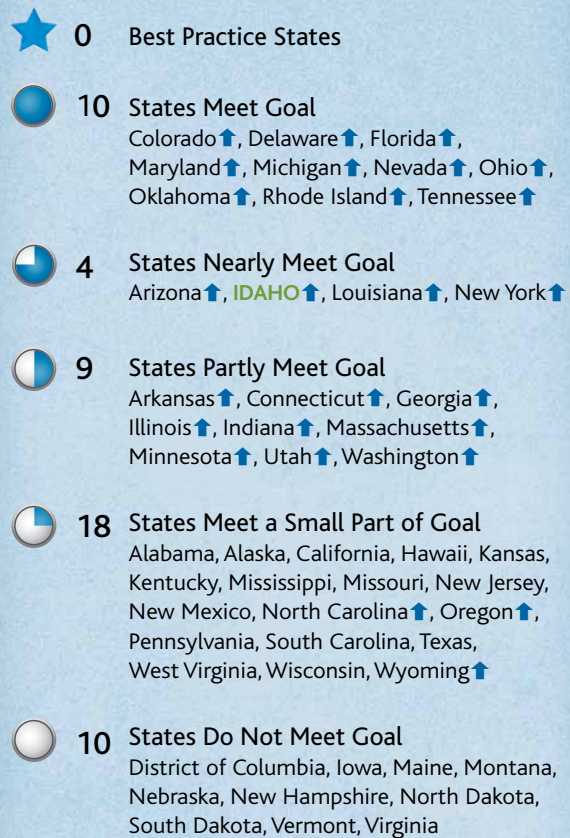 0 Best Practice States
10 States Meet Goal
Colorado⬆, Delaware⬆, Florida⬆,
Maryland⬆, Michigan⬆, Nevada⬆, Ohio⬆,
Oklahoma⬆, Rhode Island⬆, Tennessee⬆
4 States Nearly Meet Goal
Arizona⬆, IDAHO⬆, Louisiana⬆, New York⬆
9 States Partly Meet Goal
Arkansas⬆, Connecticut⬆, Georgia⬆,
Illinois⬆, Indiana⬆, Massachusetts⬆,
Minnesota⬆, Utah⬆, Washington⬆
18 States Meet a Small Part of Goal
Alabama, Alaska, California, Hawaii, Kansas,
Kentucky, Mississippi, Missouri, New Jersey,
New Mexico, North Carolina⬆, Oregon⬆,
Pennsylvania, South Carolina, Texas,
West Virginia, Wisconsin, Wyoming⬆
10 States Do Not Meet Goal
District of Columbia, Iowa, Maine, Montana,
Nebraska, New Hampshire, North Dakota,
South Dakota, Vermont, Virginia